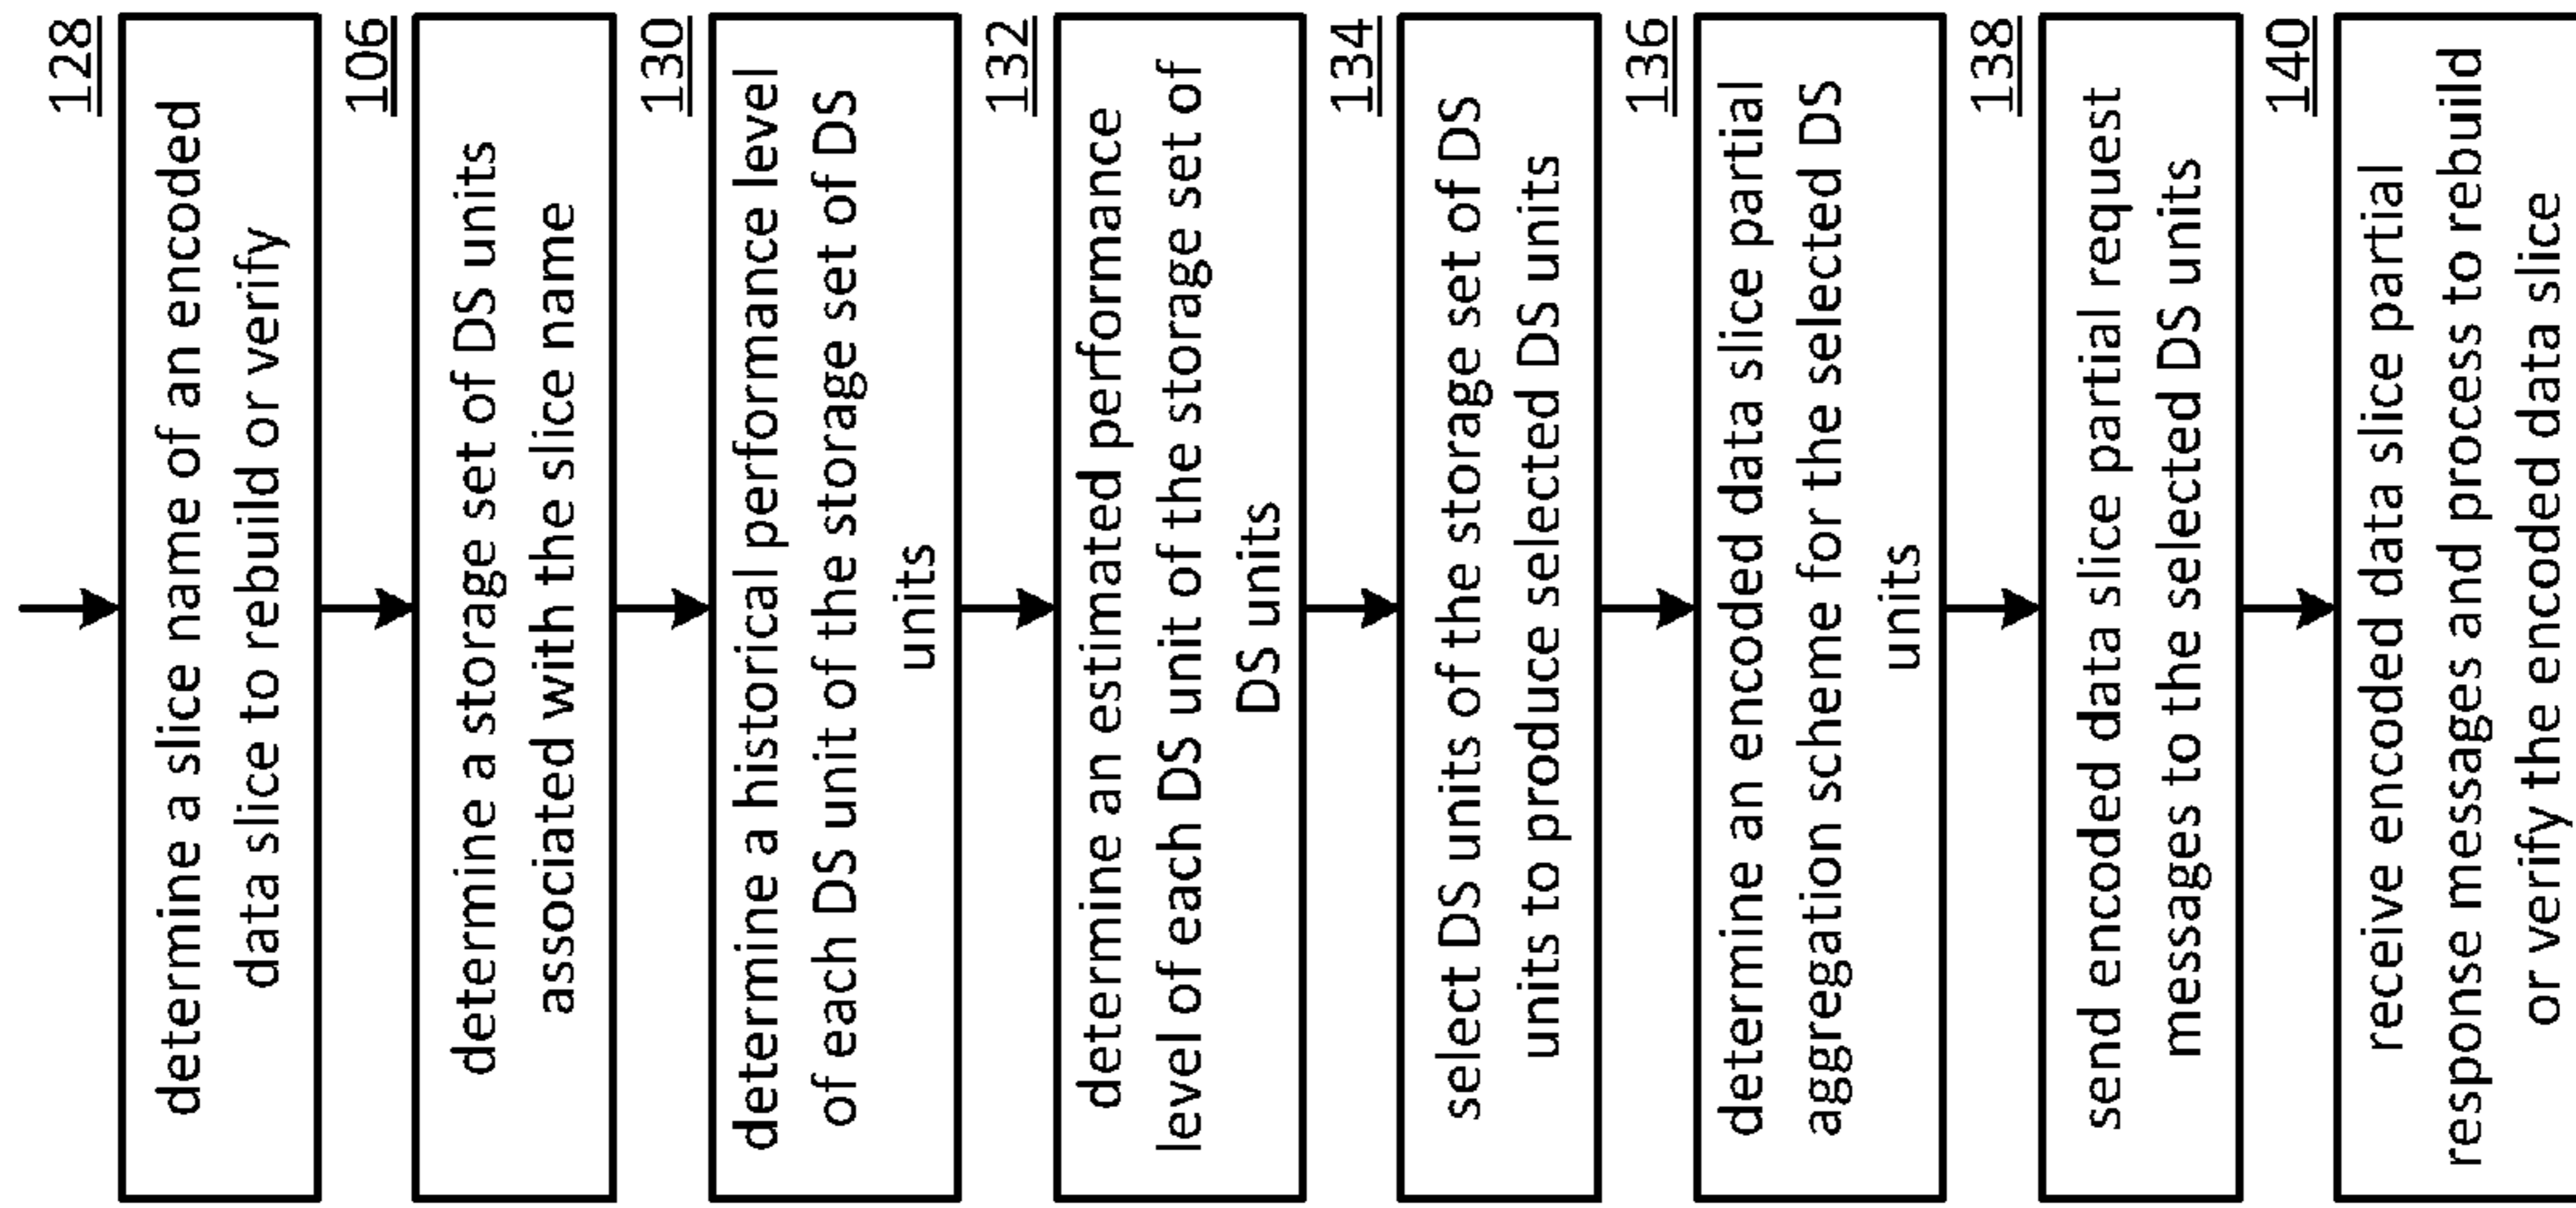 128
determine a slice name of an encoded
data slice to rebuild or verify
106
determine a storage set of DS units
associated with the slice name
130
determine a historical performance level
of each DS unit of the storage set of DS
units
132
determine an estimated performance
level of each DS unit of the storage set of
DS units
134
select DS units of the storage set of DS
units to produce selected DS units
136
determine an encoded data slice partial
aggregation scheme for the selected DS
units
138
send encoded data slice partial request
messages to the selected DS units
140
receive encoded data slice partial
response messages and process to rebuild
or verify the encoded data slice